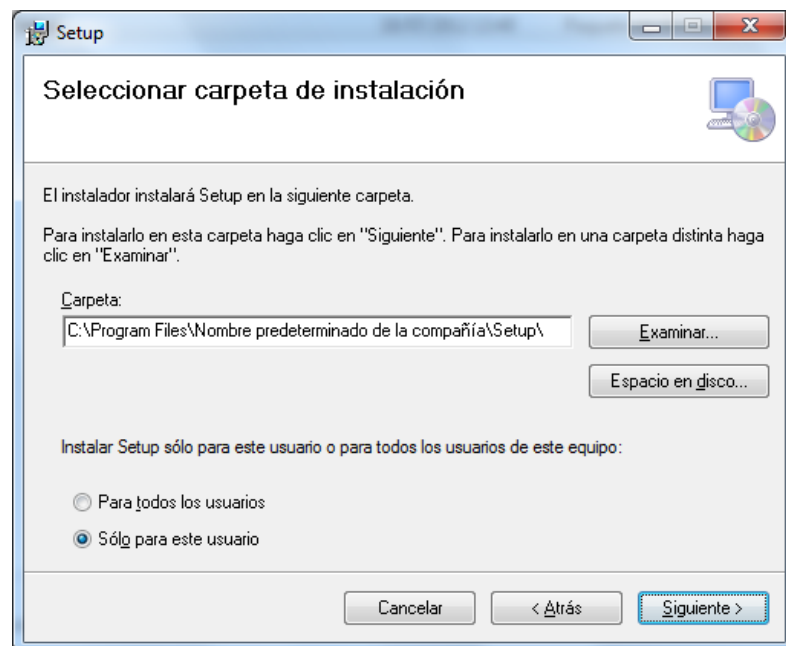 Setup
Seleccionar carpeta de instalación
El instalador instalará Setup en la siguiente carpeta.
Para instalarlo en esta carpeta haga clic en "Siguiente". Para instalarlo en una carpeta distinta haga
clic en "Examinar".
Carpeta:
C:\Program Files\Nombre predeterminado de la compañía\Setup\
Examinar...
Espacio en disco...
Instalar Setup sólo para este usuario o para todos los usuarios de este equipo:
Para todos los usuarios
Sólo para este usuario
Cancelar
< Atrás
Siguiente >